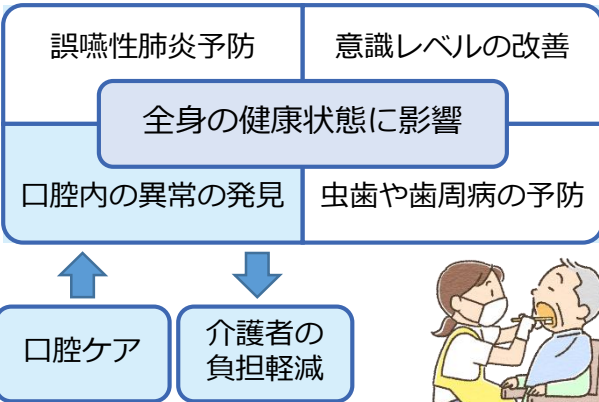 誤嚥性肺炎予防
意識レベルの改善
全身の健康状態に影響
口腔内の異常の発見
虫歯や歯周病の予防
口腔ケア
介護者の
負担軽減